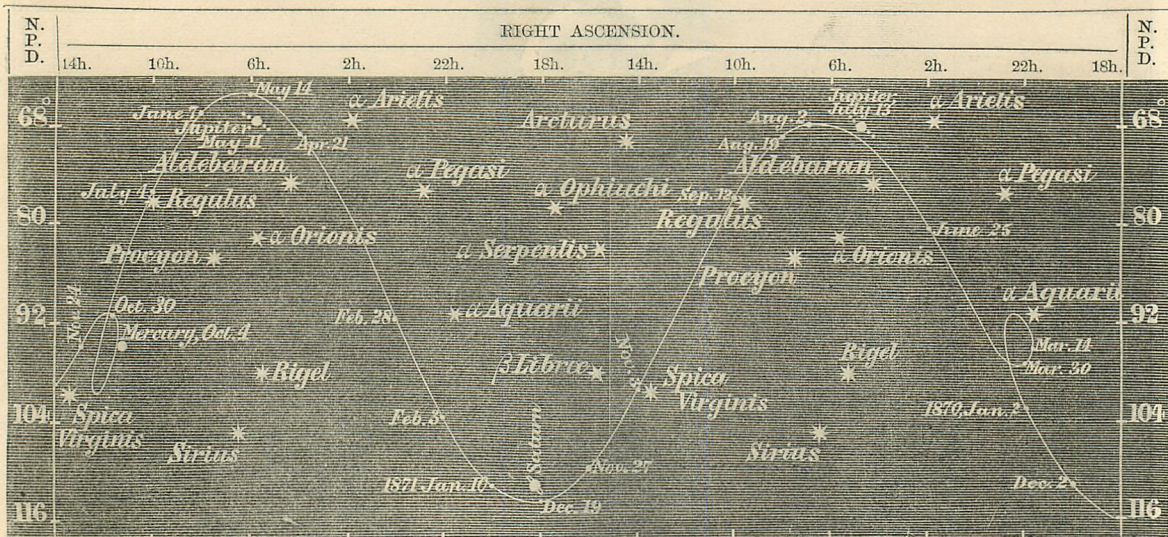 RIGHT ASCENSION.
N.
P.
D.
14h. 10h. 6h. 2h. 22h. 18h. 14h. 10h. 6h. 2h. 22h. 18h.
N.
P.
D.
May 14
June 7
Jupiter
May 11
Apr. 21
α Arietis
Arcturus
Aug. 2
Jupiter
July 13
α Arietis
68°
68°
Aldebaran
Aug. 19
Aldebaran
July 4
Regulus
α Pegasi
α Ophiuchi
Sep. 12
Regulus
α Pegasi
80
80
α Orionis
Procyon
α Serpentis
Procyon
α Orionis
June 25
Nov. 24
Oct. 30
Mercury, Oct. 4
Feb. 28
α Aquarii
α Aquarii
92
92
Rigel
β Libræ
Nov.
Spica
Virginis
Rigel
Mar. 14
Mar. 30
Spica
Virginis
Feb. 3
1870, Jan. 2
104
104
Sirius
Saturn
Nov. 27
Sirius
1871, Jan. 10
Dec. 19
Dec. 2
116
116